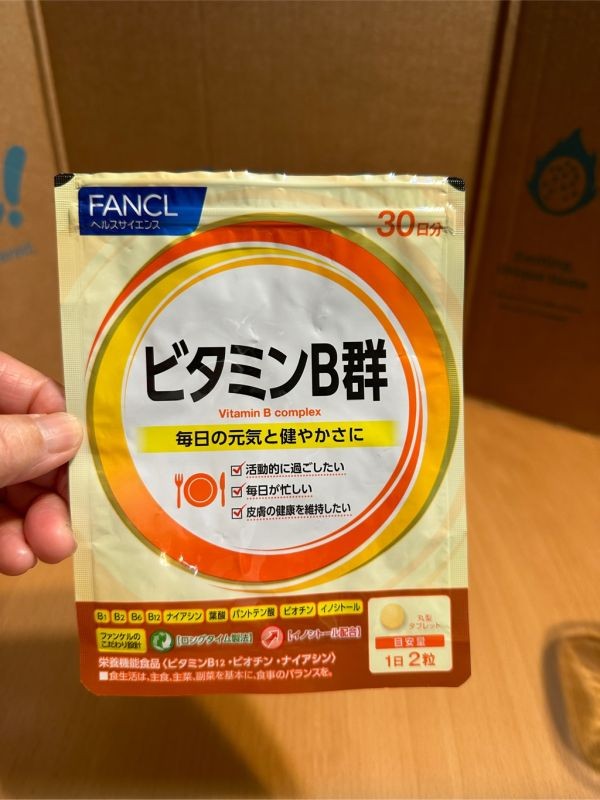 FANCL
ヘルスサイエンス
30日分
ビタミンB群
Vitamin B complex
毎日の元気と健やかさに
活動的に過ごしたい
毎日が忙しい
皮膚の健康を維持したい
B1 B2 B6 B12 ナイアシン 葉酸 パントテン酸 ビオチン イノシトール
ファンケルの
こだわり設計
【ロングタイム製法】
【イノシトール配合】
丸型
タブレット
目安量
1日2粒
栄養機能食品〈ビタミンB12・ビオチン・ナイアシン〉
■食生活は、主食、主菜、副菜を基本に、食事のバランスを。